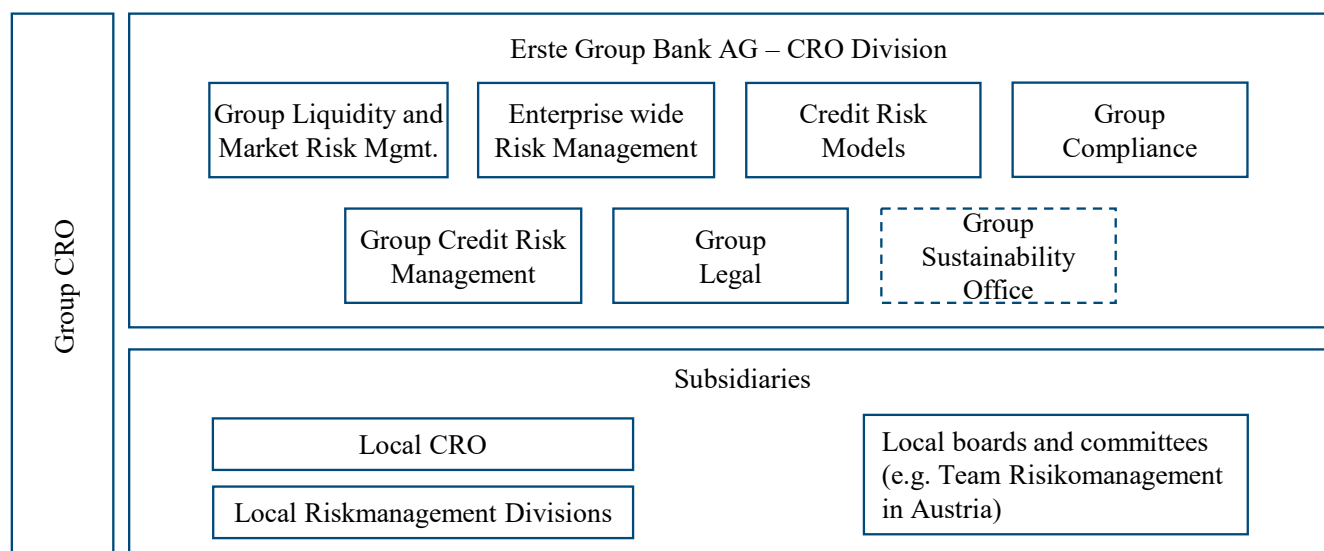 Group CRO
Erste Group Bank AG – CRO Division
Group Liquidity and
Market Risk Mgmt.
Enterprise wide
Risk Management
Credit Risk
Models
Group
Compliance
Group Credit Risk
Management
Group
Legal
Group
Sustainability
Office
Subsidiaries
Local CRO
Local Riskmanagement Divisions
Local boards and committees
(e.g. Team Risikomanagement
in Austria)